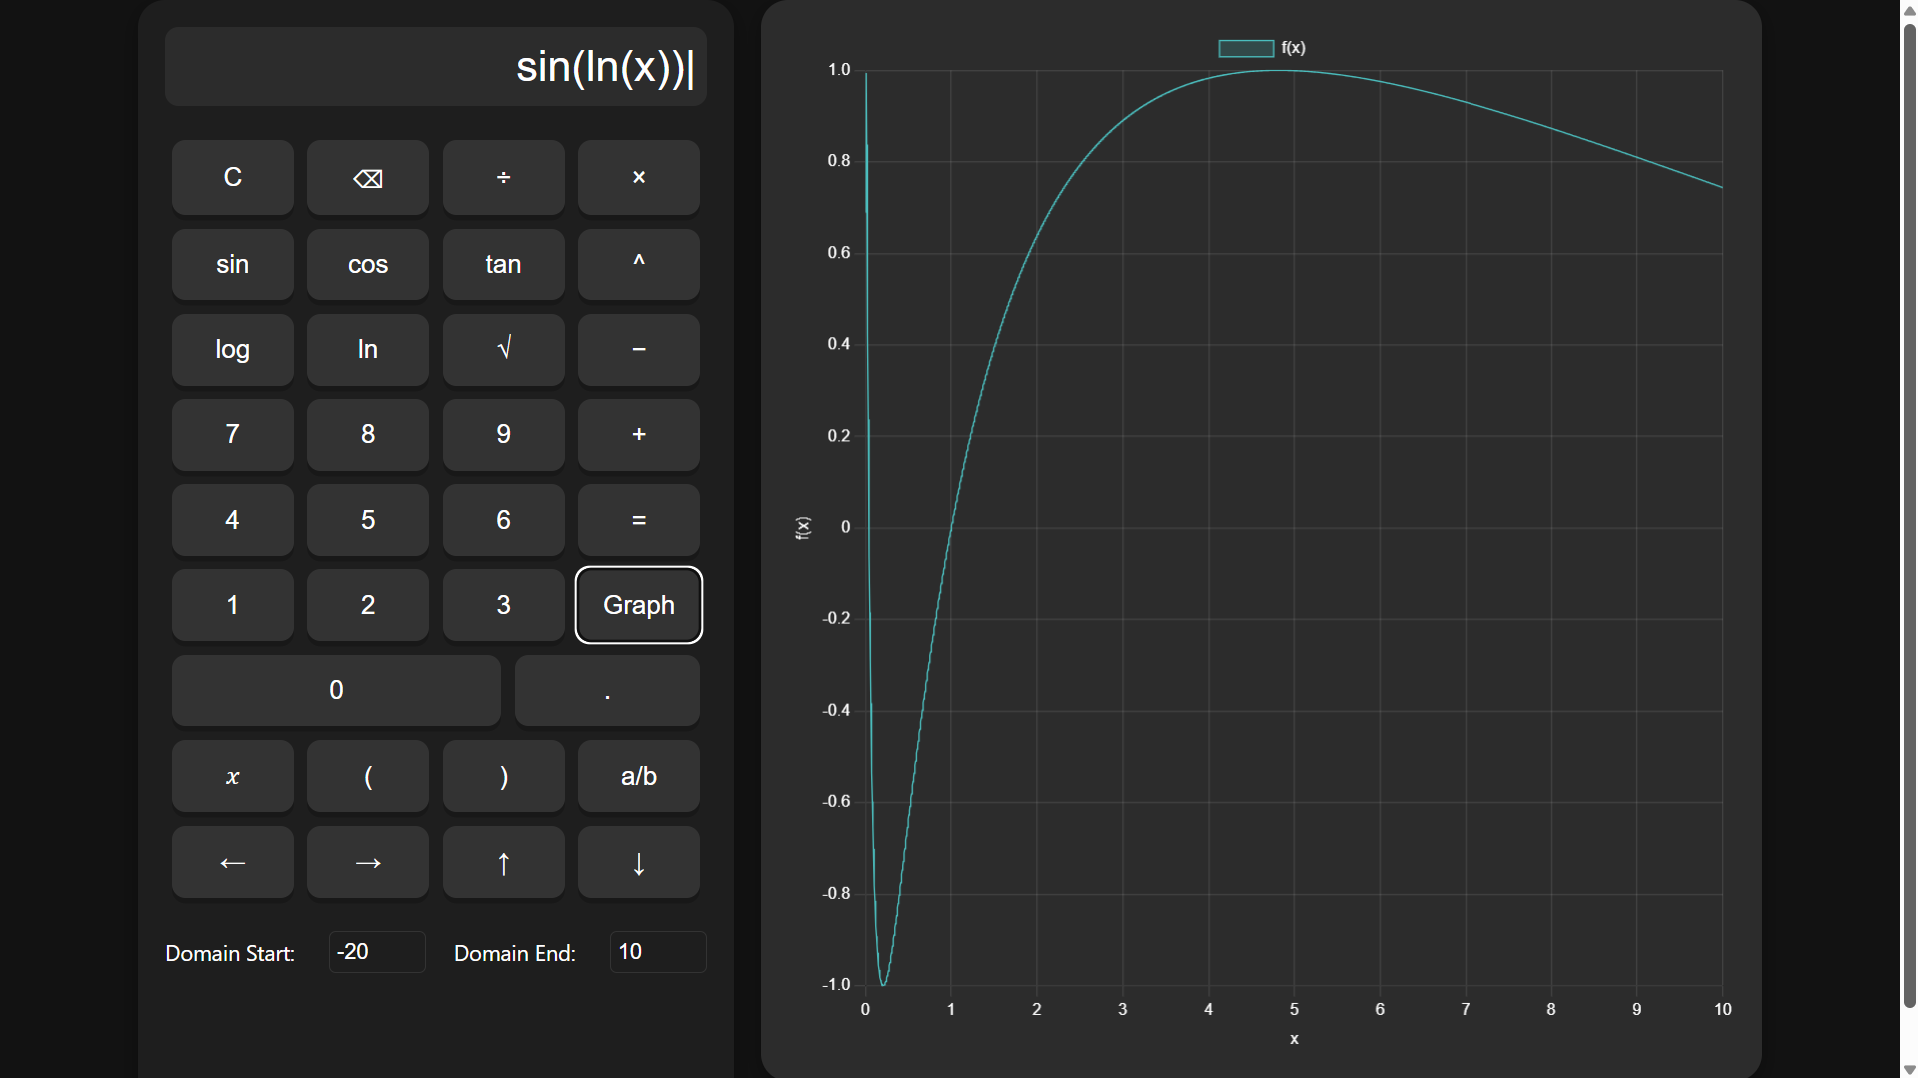 sin(ln(x))|
C ⌫ ÷ ×
sin cos tan ^
log ln √ −
7 8 9 +
4 5 6 =
1 2 3 Graph
0 .
x ( ) a/b
← → ↑ ↓
Domain Start: -20 Domain End: 10
f(x)
1.0
0.8
0.6
0.4
0.2
0
-0.2
-0.4
-0.6
-0.8
-1.0
f(x)
0 1 2 3 4 5 6 7 8 9 10
x